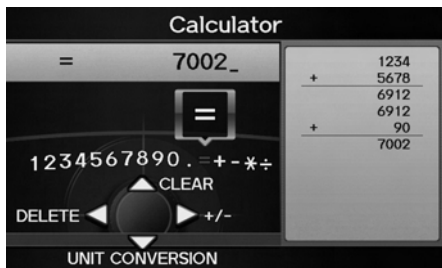 Calculator
= 7002_
=
1234567890.=+-*÷
CLEAR
DELETE +/-
UNIT CONVERSION
1234
+ 5678
6912
6912
+ 90
7002